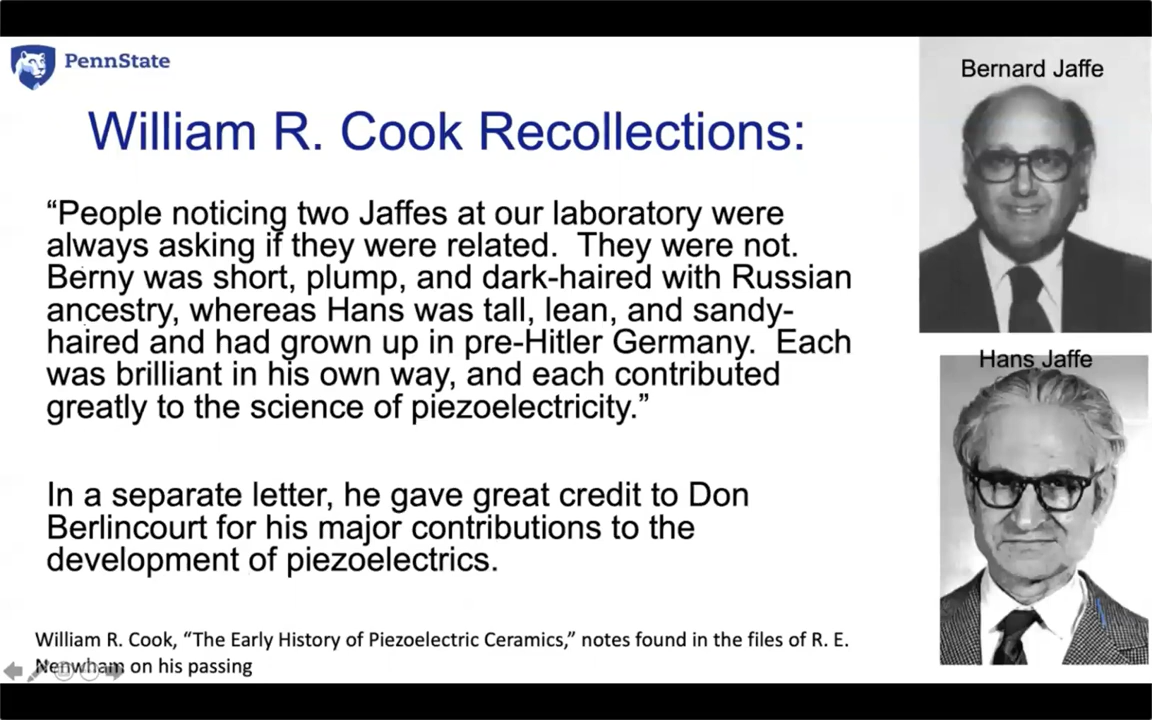 PennState
William R. Cook Recollections:
“People noticing two Jaffes at our laboratory were
always asking if they were related.  They were not.
Berny was short, plump, and dark-haired with Russian
ancestry, whereas Hans was tall, lean, and sandy-
haired and had grown up in pre-Hitler Germany.  Each
was brilliant in his own way, and each contributed
greatly to the science of piezoelectricity.”
In a separate letter, he gave great credit to Don
Berlincourt for his major contributions to the
development of piezoelectrics.
William R. Cook, “The Early History of Piezoelectric Ceramics,” notes found in the files of R. E.
Nenwham on his passing
Bernard Jaffe
Hans Jaffe